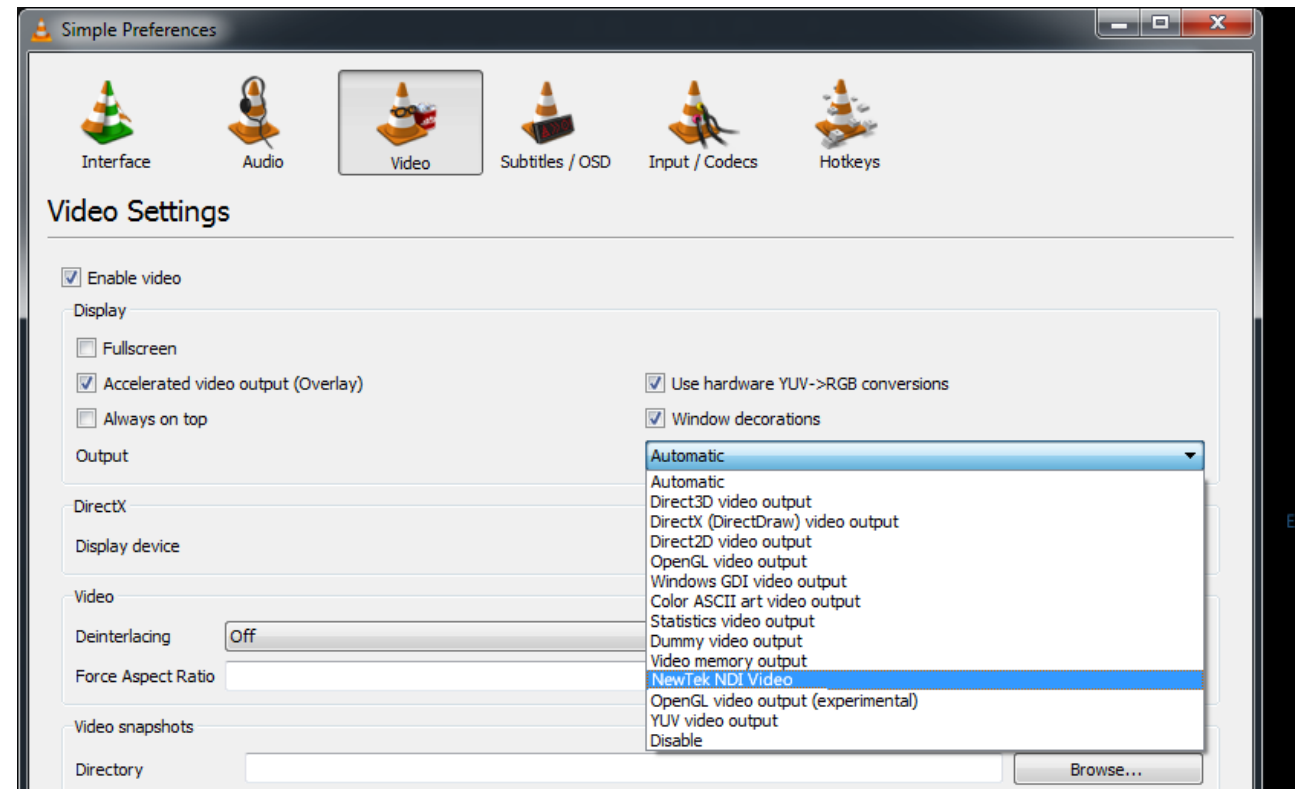 Simple Preferences
Interface
Audio
Video
Subtitles / OSD
Input / Codecs
Hotkeys
Video Settings
Enable video
Display
Fullscreen
Accelerated video output (Overlay)
Use hardware YUV->RGB conversions
Always on top
Window decorations
Output
Automatic
Automatic
Direct3D video output
DirectX (DirectDraw) video output
Direct2D video output
OpenGL video output
Windows GDI video output
Color ASCII art video output
Statistics video output
Dummy video output
Video memory output
NewTek NDI Video
OpenGL video output (experimental)
YUV video output
Disable
DirectX
Display device
Video
Deinterlacing
Off
Force Aspect Ratio
Video snapshots
Directory
Browse...
E